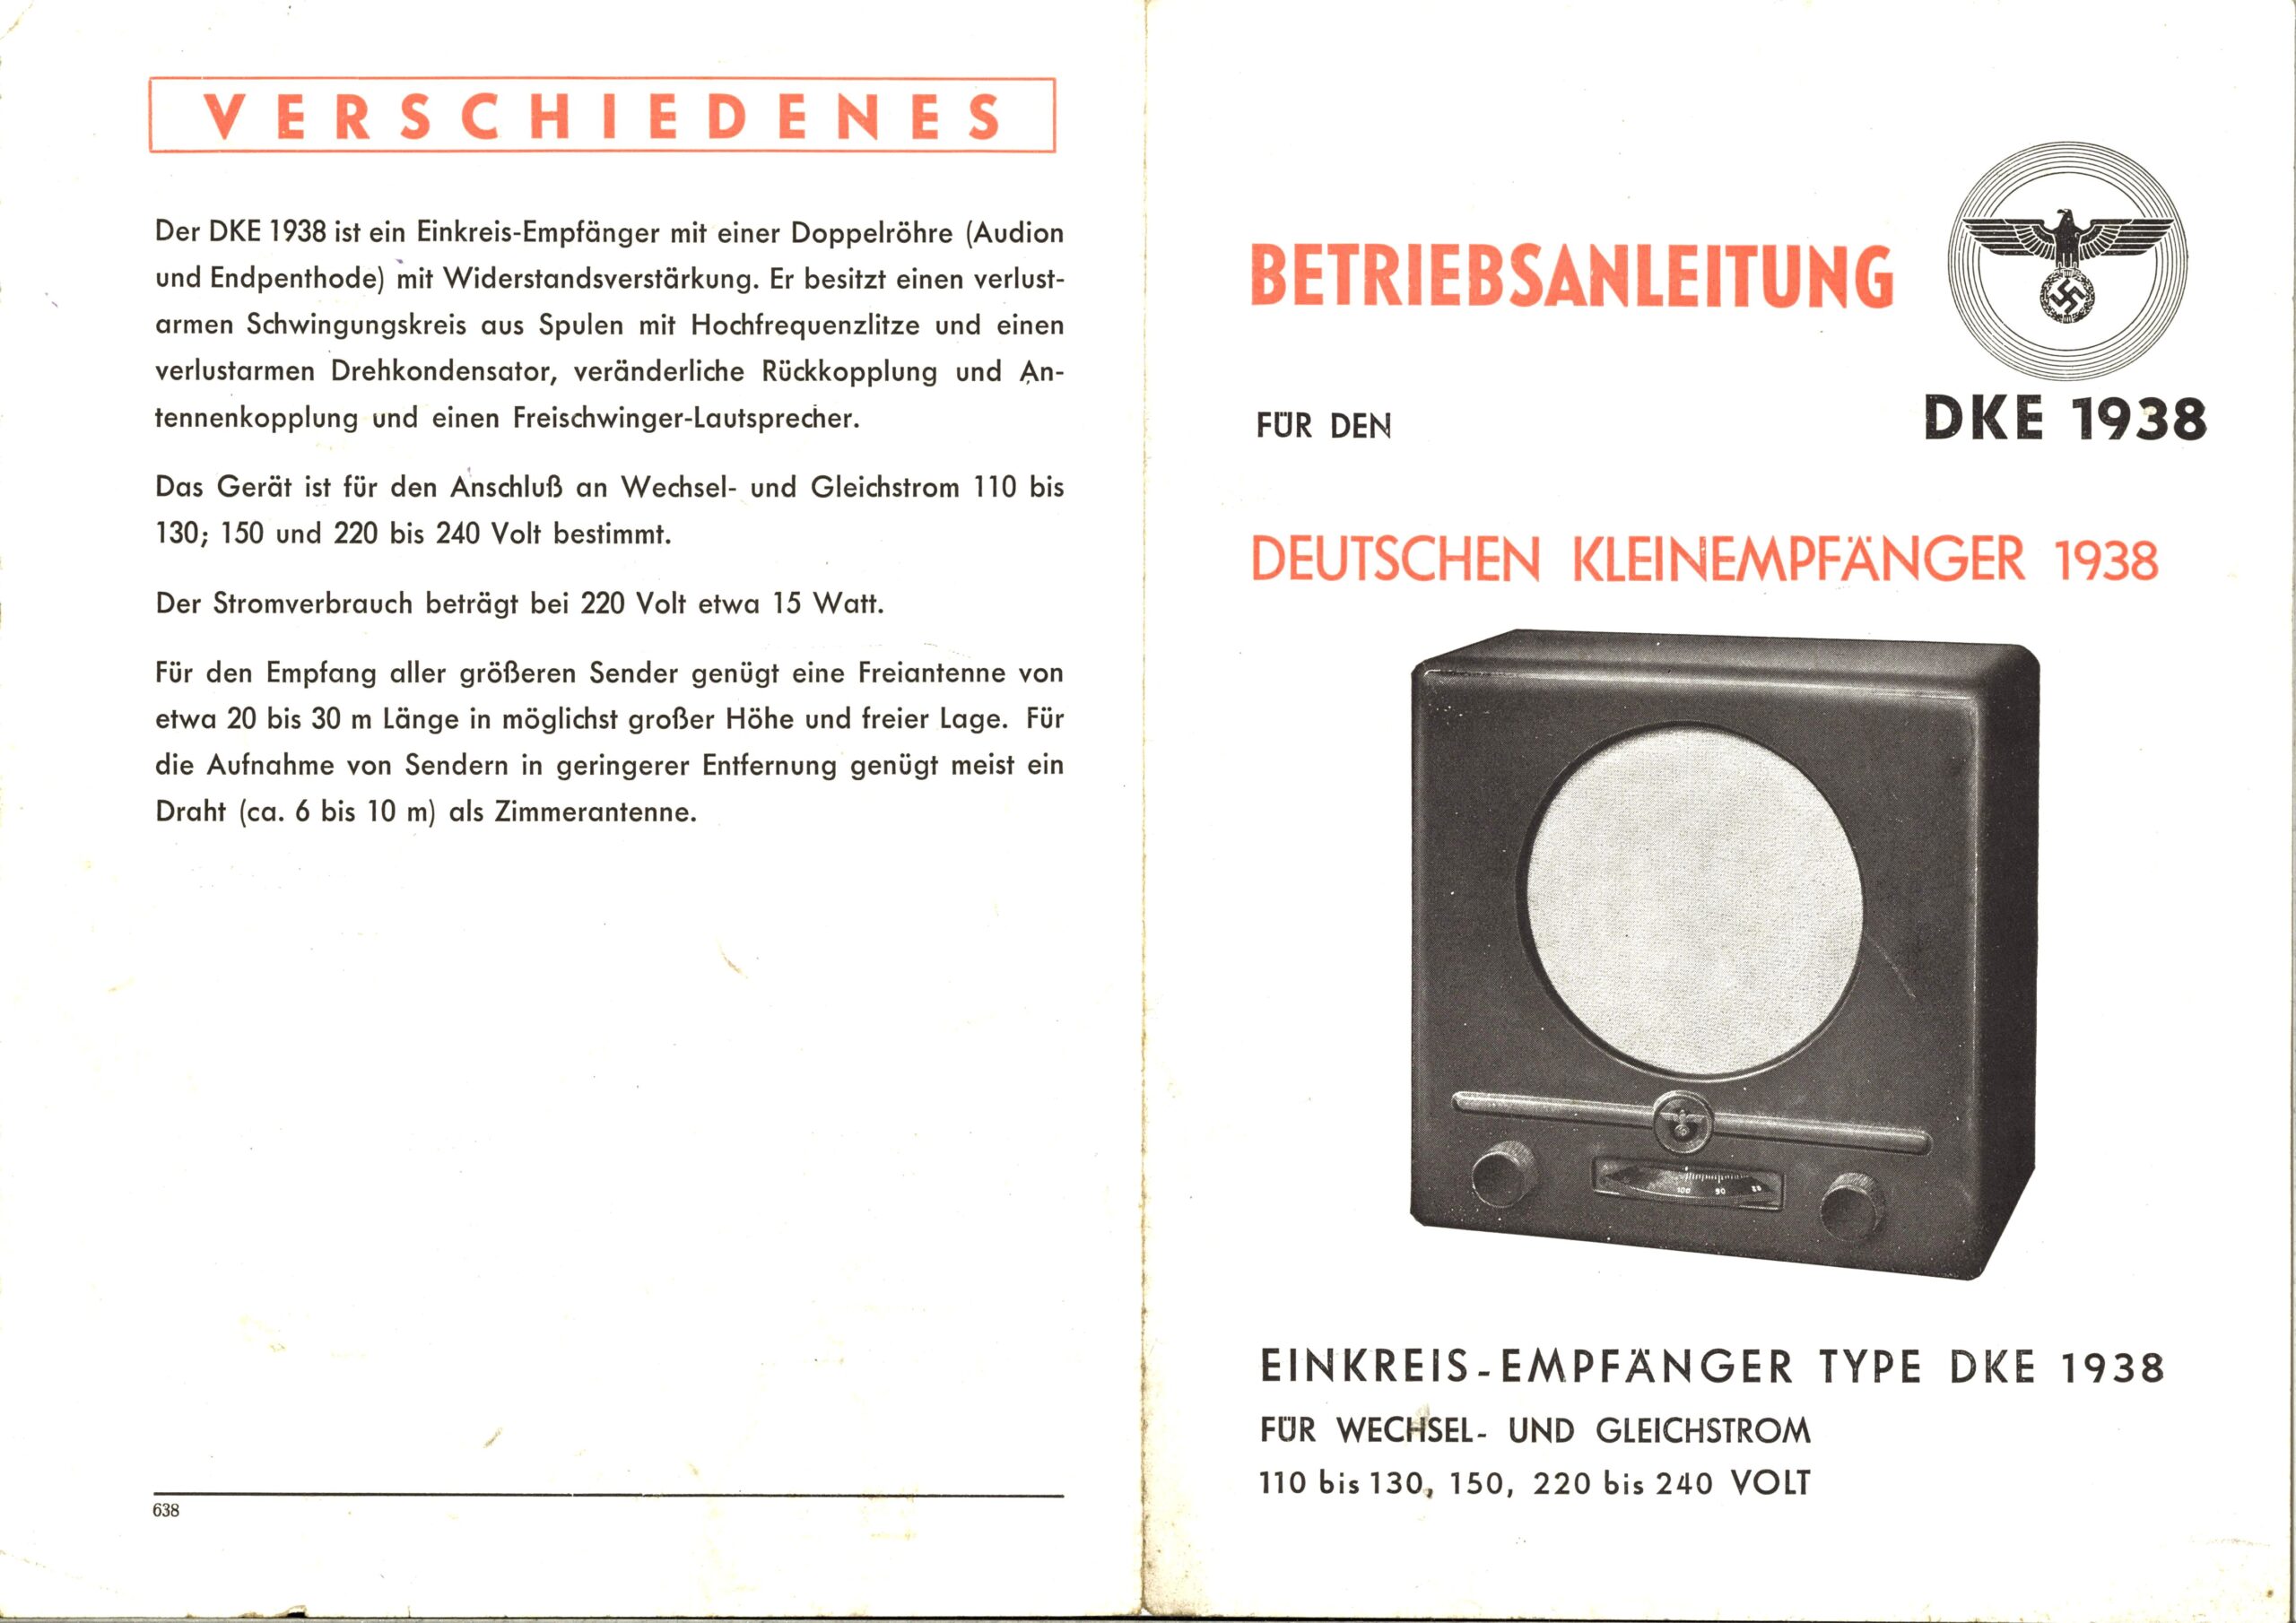 VERSCHIEDENES
Der DKE 1938 ist ein Einkreis-Empfänger mit einer Doppelröhre (Audion
und Endpenthode) mit Widerstandsverstärkung. Er besitzt einen verlust-
armen Schwingungskreis aus Spulen mit Hochfrequenzlitze und einen
verlustarmen Drehkondensator, veränderliche Rückkopplung und An-
tennenkopplung und einen Freischwinger-Lautsprecher.
Das Gerät ist für den Anschluß an Wechsel- und Gleichstrom 110 bis
130; 150 und 220 bis 240 Volt bestimmt.
Der Stromverbrauch beträgt bei 220 Volt etwa 15 Watt.
Für den Empfang aller größeren Sender genügt eine Freiantenne von
etwa 20 bis 30 m Länge in möglichst großer Höhe und freier Lage. Für
die Aufnahme von Sendern in geringerer Entfernung genügt meist ein
Draht (ca. 6 bis 10 m) als Zimmerantenne.
638
BETRIEBSANLEITUNG
FÜR DEN
DKE 1938
DEUTSCHEN KLEINEMPFÄNGER 1938
100 90
EINKREIS-EMPFÄNGER TYPE DKE 1938
FÜR WECHSEL- UND GLEICHSTROM
110 bis 130, 150, 220 bis 240 VOLT